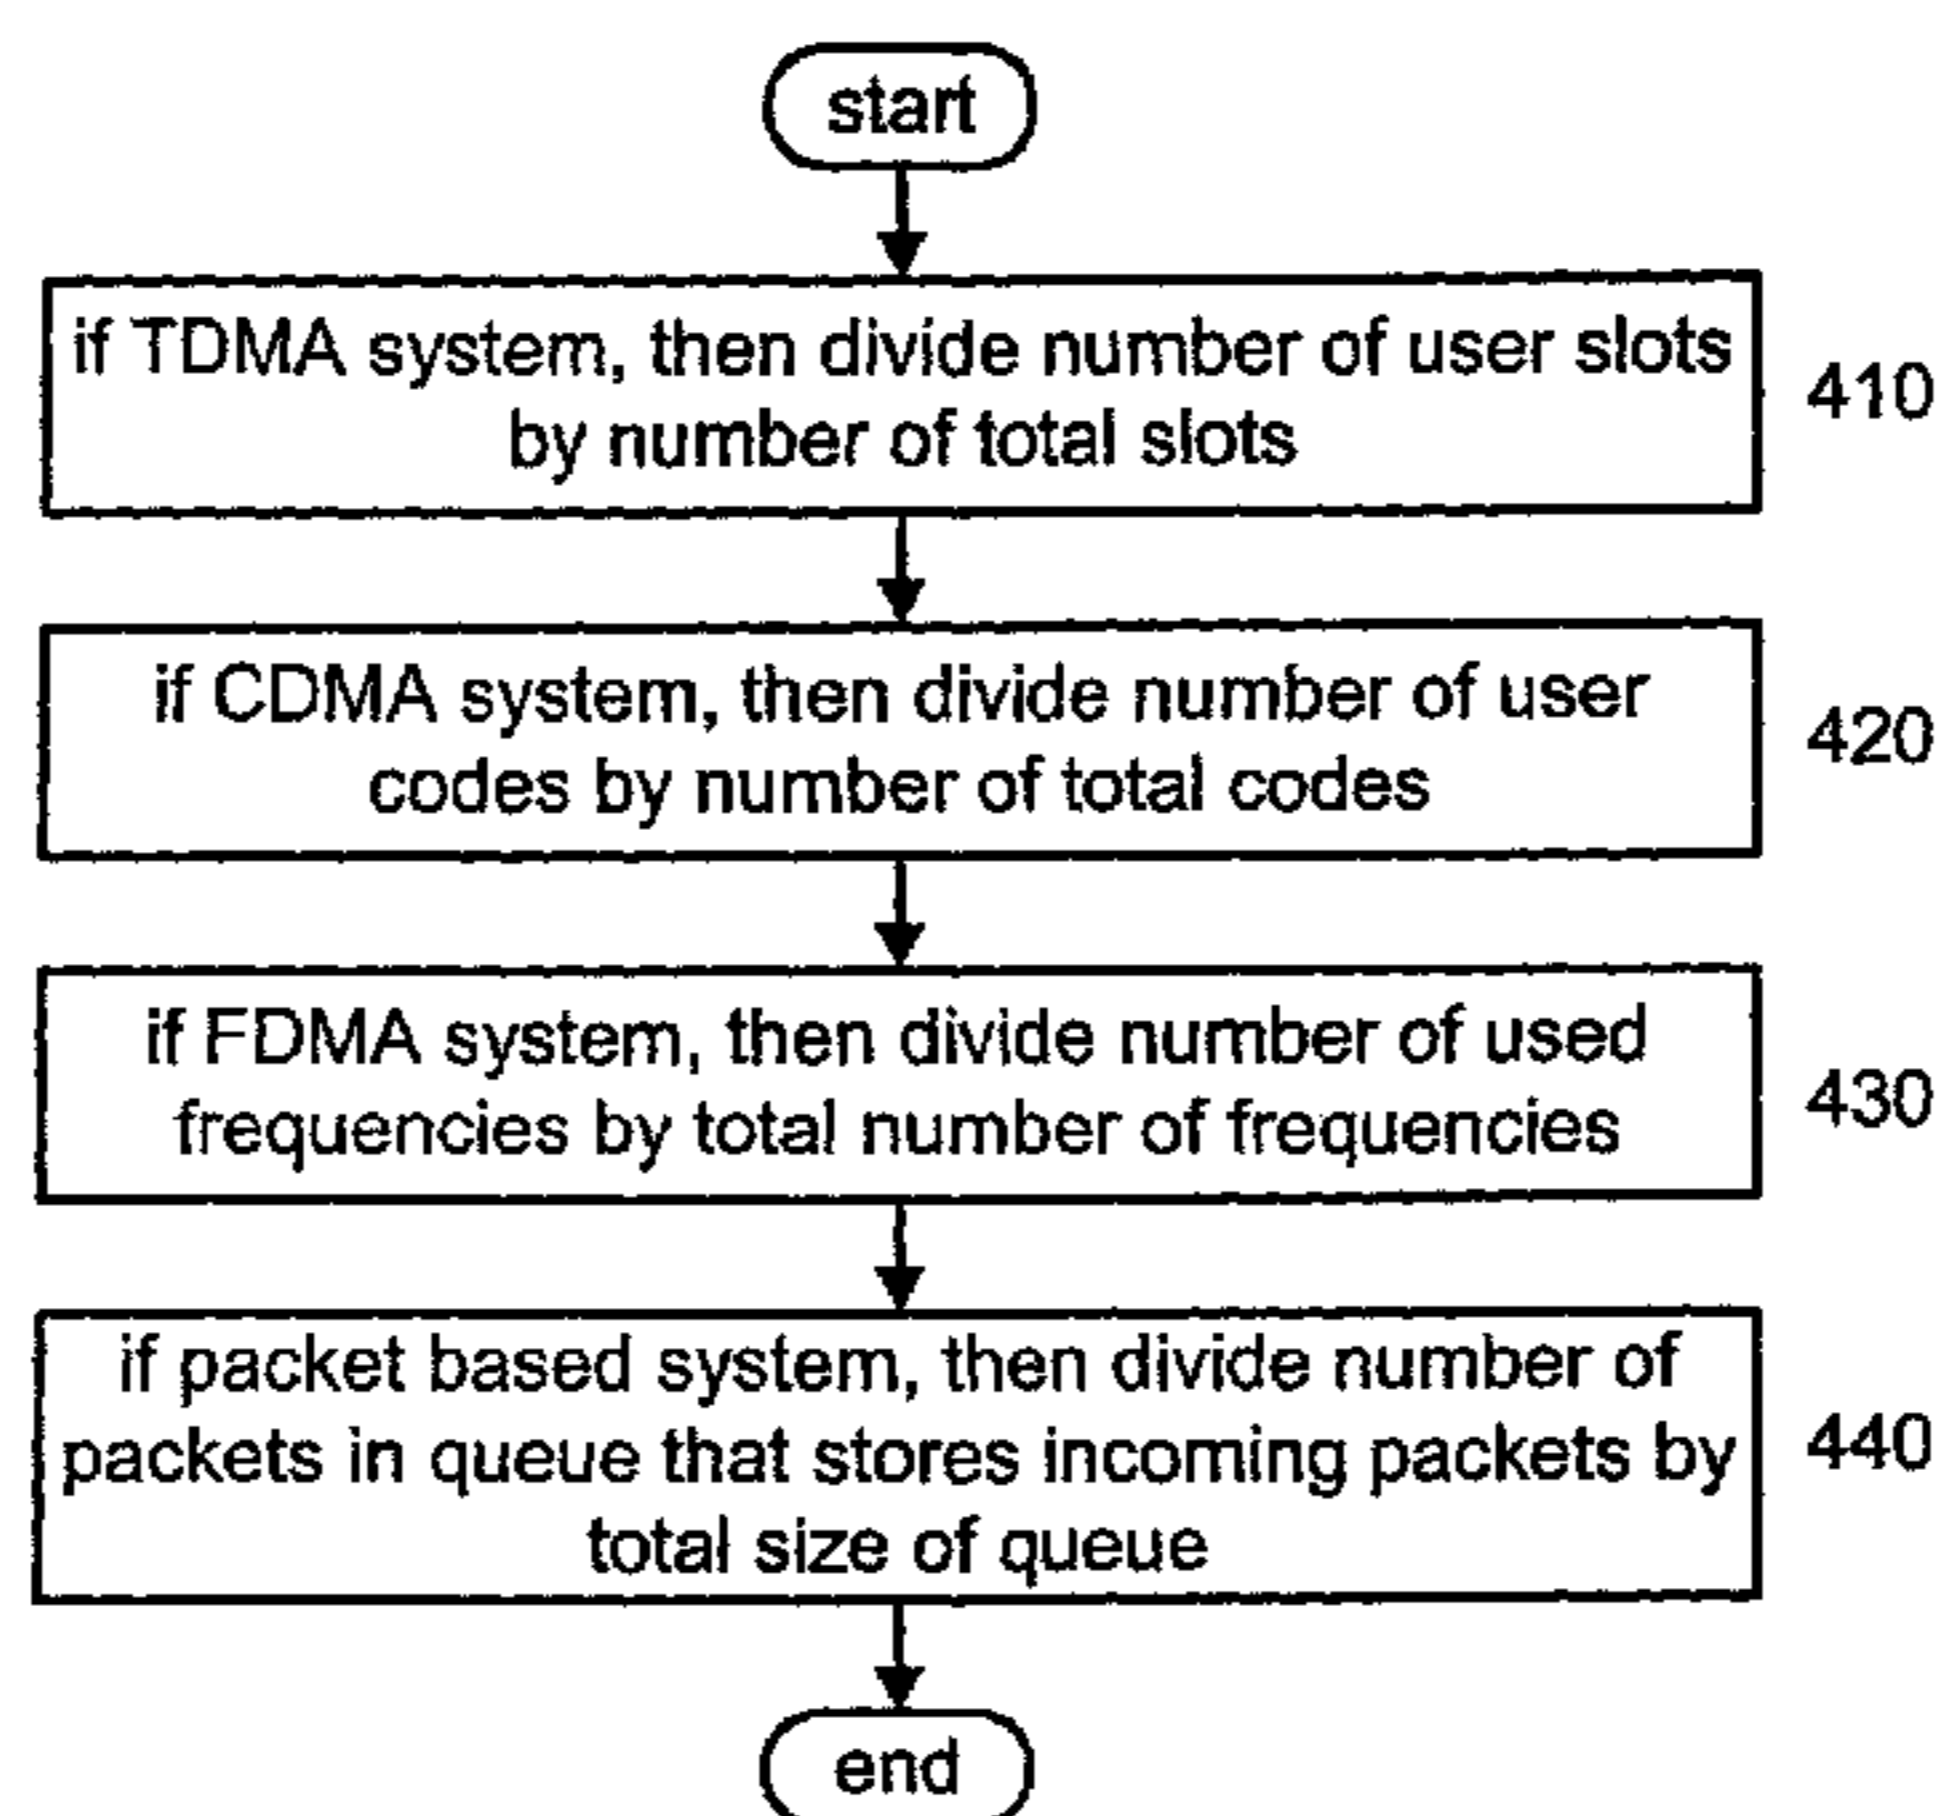 start
if TDMA system, then divide number of user slots
by number of total slots
410
if CDMA system, then divide number of user
codes by number of total codes
420
if FDMA system, then divide number of used
frequencies by total number of frequencies
430
if packet based system, then divide number of
packets in queue that stores incoming packets by
total size of queue
440
end